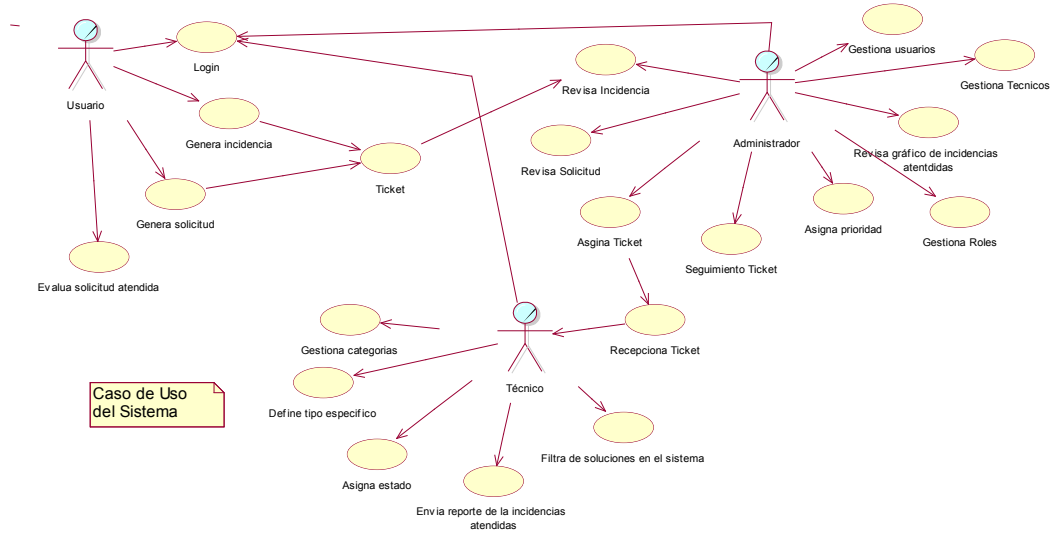 Login
Usuario
Genera incidencia
Genera solicitud
Evalua solicitud atendida
Ticket
Revisa Incidencia
Revisa Solicitud
Administrador
Gestiona usuarios
Gestiona Tecnicos
Revisa gráfico de incidencias
atentdidas
Gestiona Roles
Asigna prioridad
Seguimiento Ticket
Asgina Ticket
Recepciona Ticket
Técnico
Gestiona categorias
Define tipo especifico
Asigna estado
Envia reporte de la incidencias
atendidas
Filtra de soluciones en el sistema
Caso de Uso
del Sistema